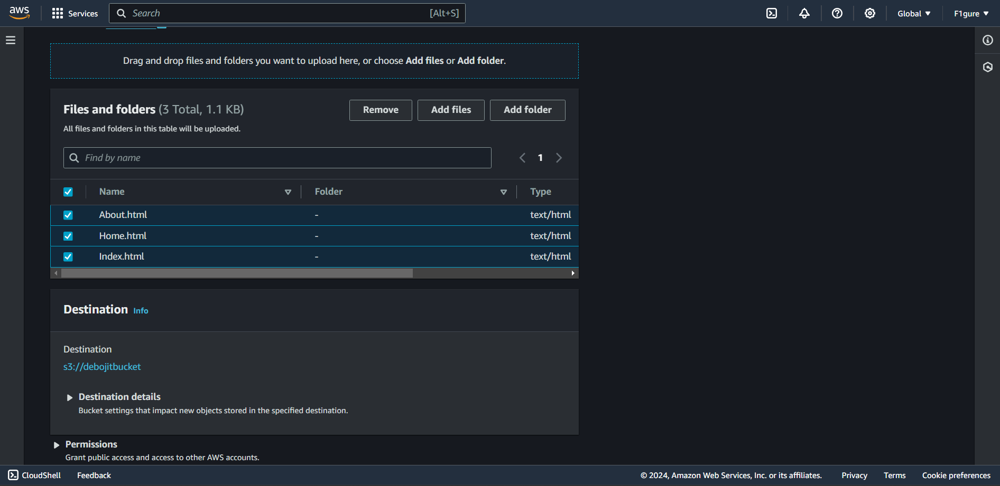 aws Services Search [Alt+S] Global F1gure
Drag and drop files and folders you want to upload here, or choose Add files or Add folder.
Files and folders (3 Total, 1.1 KB) Remove Add files Add folder
All files and folders in this table will be uploaded.
Find by name 1
Name Folder Type
About.html - text/html
Home.html - text/html
Index.html - text/html
Destination Info
Destination
s3://debojitbucket
Destination details
Bucket settings that impact new objects stored in the specified destination.
Permissions
Grant public access and access to other AWS accounts.
CloudShell Feedback © 2024, Amazon Web Services, Inc. or its affiliates. Privacy Terms Cookie preferences